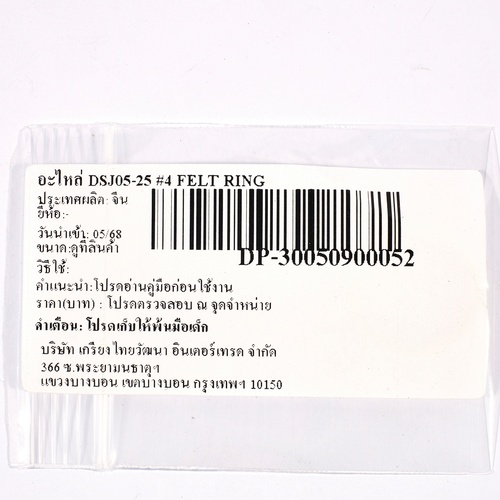 อะไหล่ DSJ05-25 #4 FELT RING
ประเทศผลิต: จีน
ยี่ห้อ:-
วันนำเข้า: 05/68
ขนาด:ดูที่สินค้า
DP-30050900052
วิธีใช้:
คำแนะนำ:โปรดอ่านคู่มือก่อนใช้งาน
ราคา(บาท) : โปรดตรวจสอบ ณ จุดจำหน่าย
คำเตือน: โปรดเก็บให้พ้นมือเด็ก
บริษัท เกรียงไทยวัฒนา อินเตอร์เทรด จำกัด
366 ซ.พระยามนธาตุฯ
แขวงบางบอน เขตบางบอน กรุงเทพฯ 10150